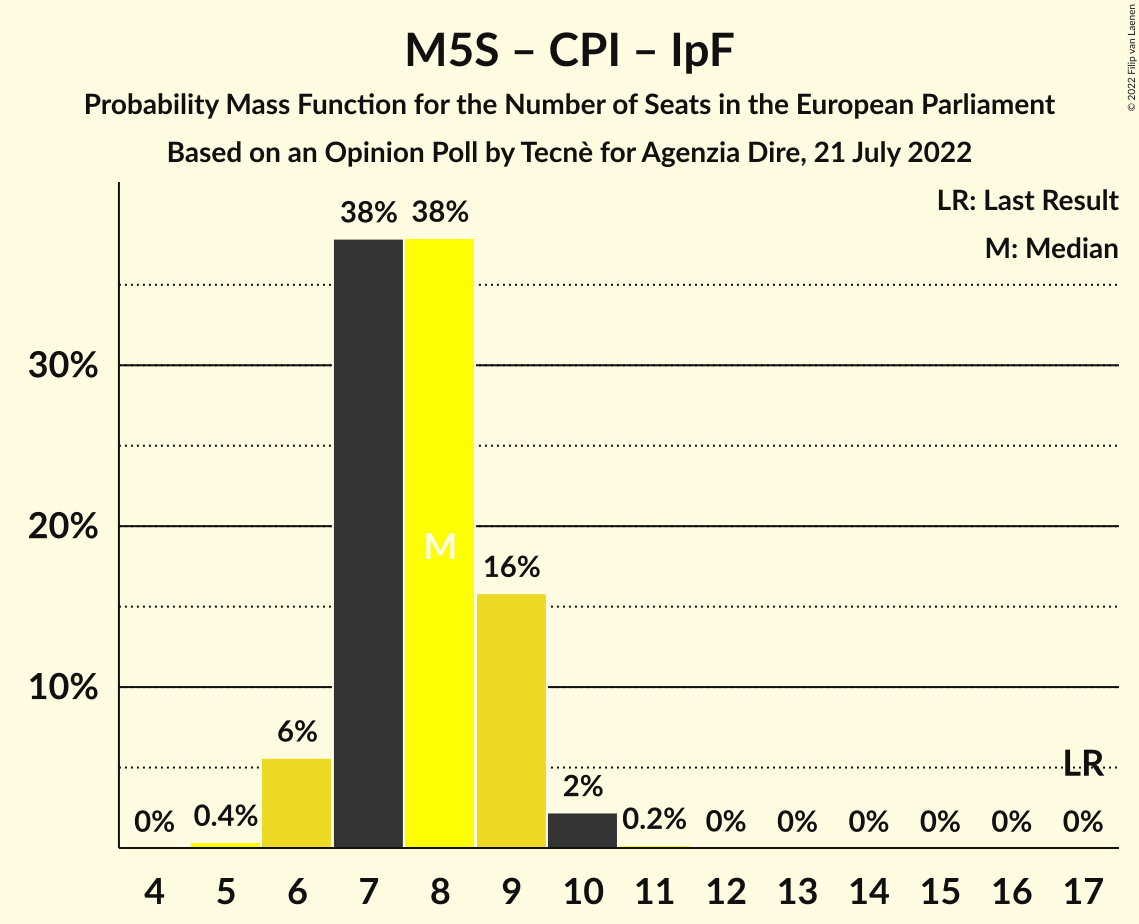 M5S – CPI – IpF
Probability Mass Function for the Number of Seats in the European Parliament
Based on an Opinion Poll by Tecnè for Agenzia Dire, 21 July 2022
© 2022 Filip van Laenen
LR: Last Result
M: Median
38% 38%
30%
20%
M
16%
10%
6%
LR
2%
0% 0.4% 0.2% 0% 0% 0% 0% 0% 0%
4 5 6 7 8 9 10 11 12 13 14 15 16 17